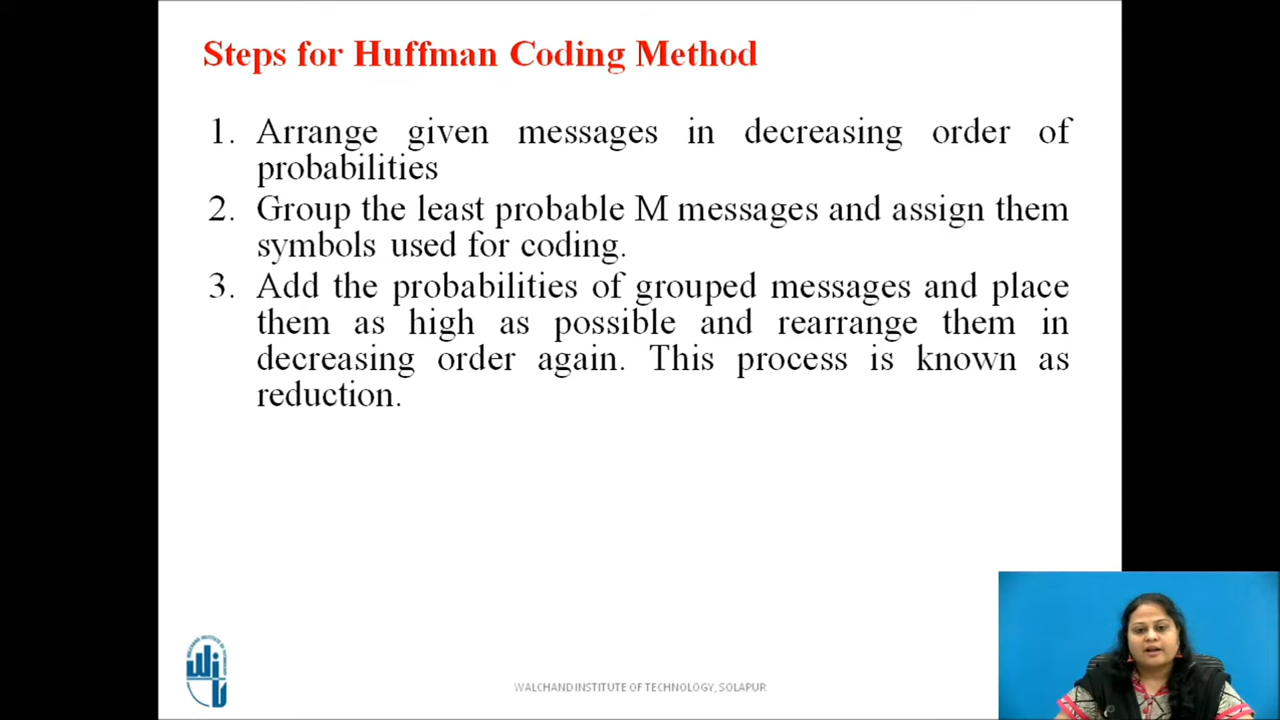 Steps for Huffman Coding Method
1. Arrange given messages in decreasing order of
probabilities
2. Group the least probable M messages and assign them
symbols used for coding.
3. Add the probabilities of grouped messages and place
them as high as possible and rearrange them in
decreasing order again. This process is known as
reduction.
WALCHAND INSTITUTE OF TECHNOLOGY, SOLAPUR